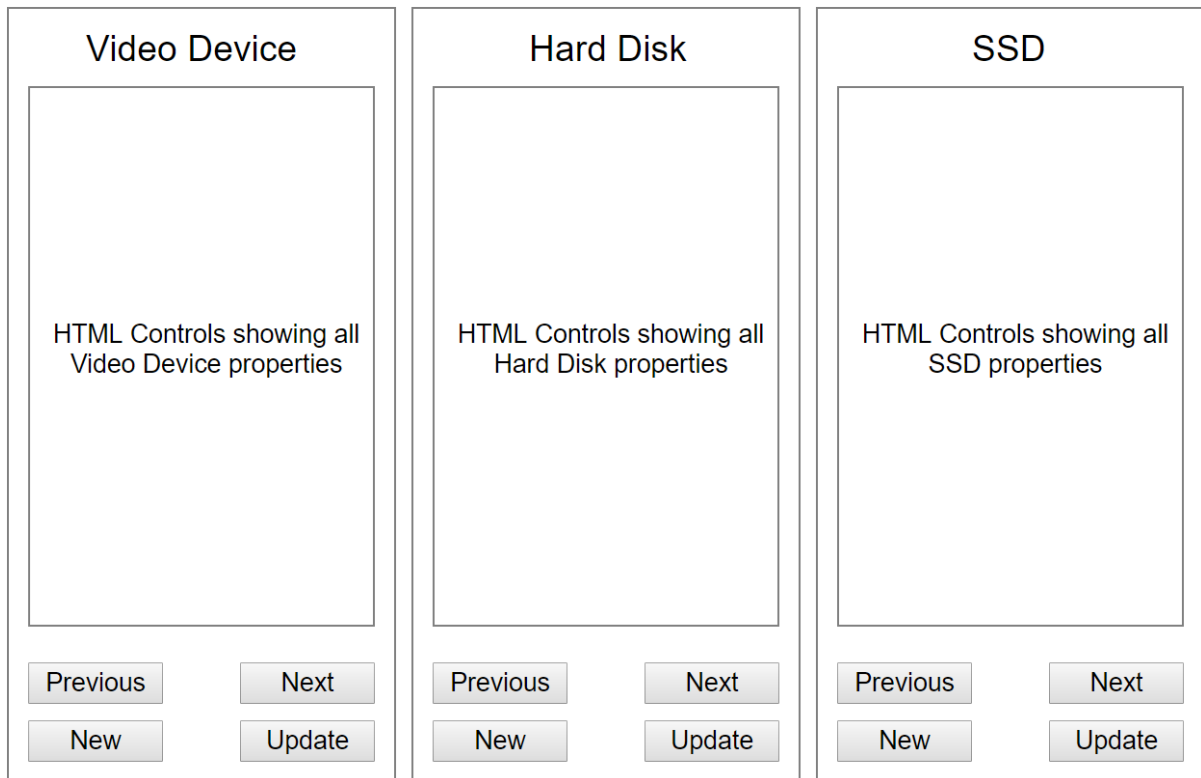 Video Device
HTML Controls showing all
Video Device properties
Previous
Next
New
Update
Hard Disk
HTML Controls showing all
Hard Disk properties
Previous
Next
New
Update
SSD
HTML Controls showing all
SSD properties
Previous
Next
New
Update